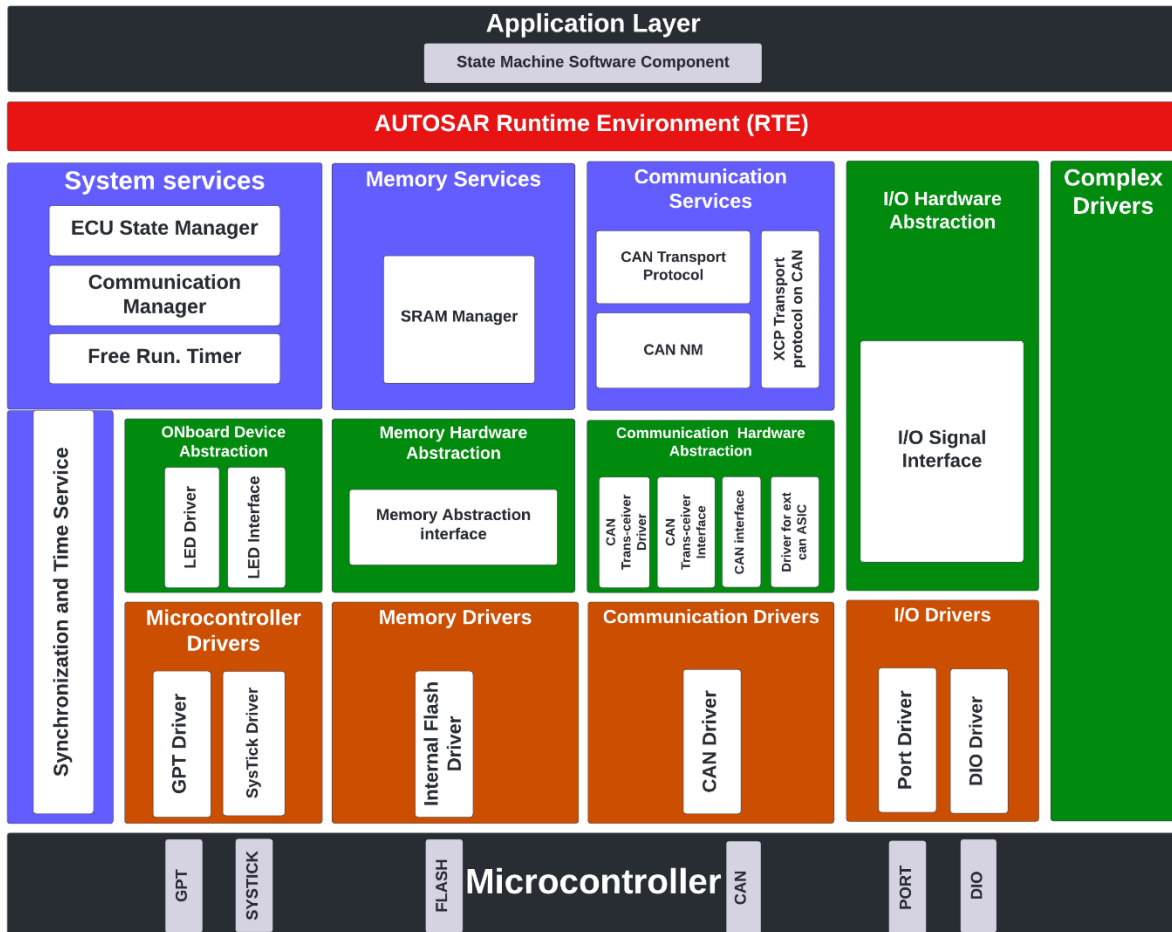 Application Layer
State Machine Software Component
AUTOSAR Runtime Environment (RTE)
System services
ECU State Manager
Communication
Manager
Free Run. Timer
Synchronization and Time Service
Memory Services
SRAM Manager
Communication
Services
CAN Transport
Protocol
CAN NM
XCP Transport
protocol on CAN
I/O Hardware
Abstraction
I/O Signal
Interface
Complex
Drivers
ONboard Device
Abstraction
LED Driver
LED Interface
Memory Hardware
Abstraction
Memory Abstraction
interface
Communication Hardware
Abstraction
CAN
Trans-ceiver
Driver
CAN
Trans-ceiver
Interface
CAN interface
Driver for ext
can ASIC
Microcontroller
Drivers
GPT Driver
SysTick Driver
Memory Drivers
Internal Flash
Driver
Communication Drivers
CAN Driver
I/O Drivers
Port Driver
DIO Driver
Microcontroller
GPT
SYSTICK
FLASH
CAN
PORT
DIO